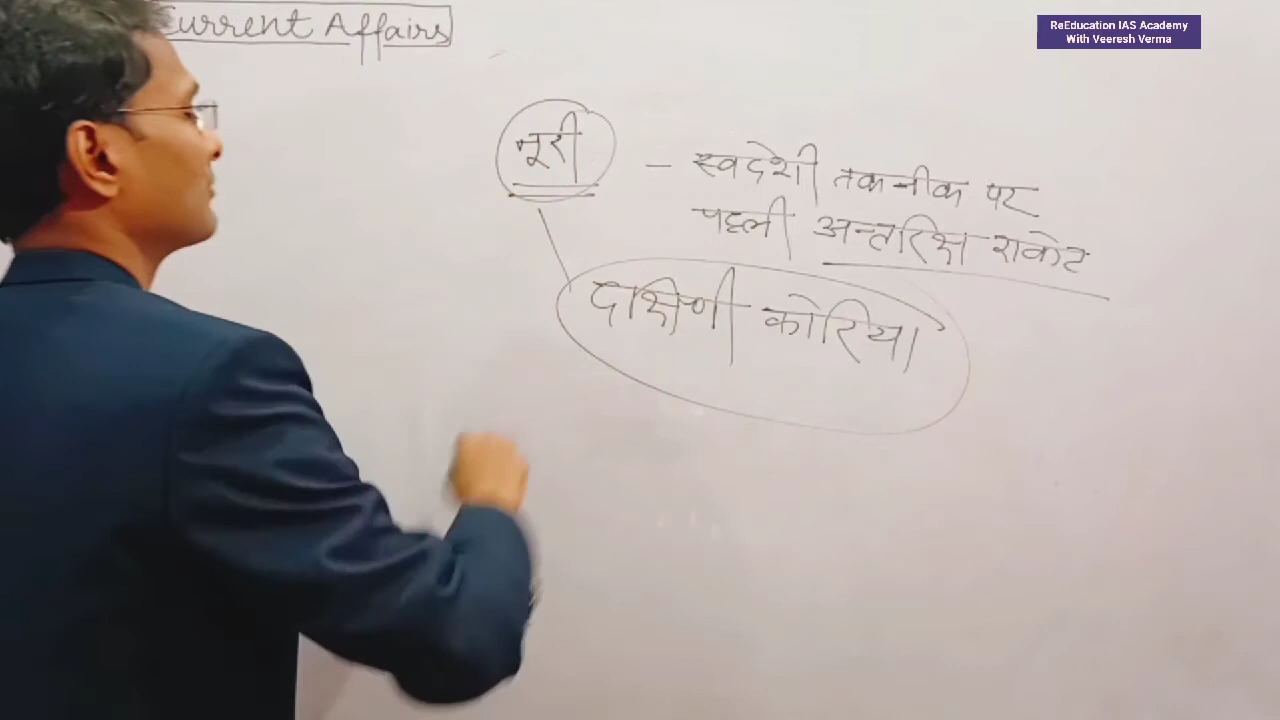 Current Affairs
ReEducation IAS Academy
With Veeresh Verma
नूरी - स्वदेशी तकनीक पर
पहली अन्तरिक्ष राकेट
दक्षिणी कोरिया